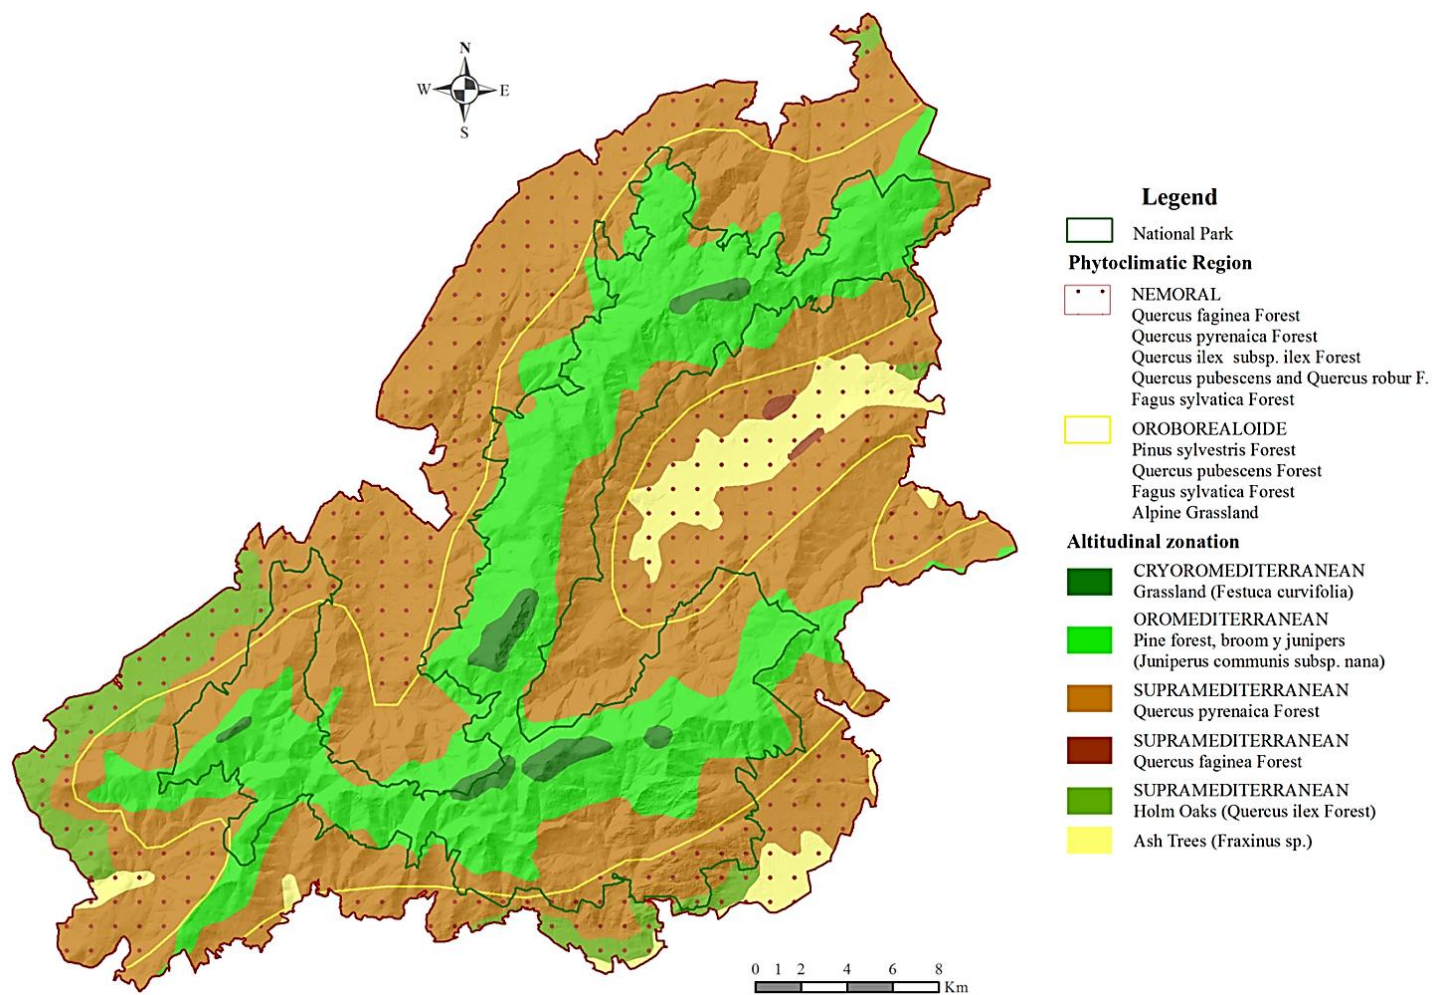 N
W E
S
Legend
National Park
Phytoclimatic Region
NEMORAL
Quercus faginea Forest
Quercus pyrenaica Forest
Quercus ilex subsp. ilex Forest
Quercus pubescens and Quercus robur F.
Fagus sylvatica Forest
OROBOREALOIDE
Pinus sylvestris Forest
Quercus pubescens Forest
Fagus sylvatica Forest
Alpine Grassland
Altitudinal zonation
CRYOROMEDITERRANEAN
Grassland (Festuca curvifolia)
OROMEDITERRANEAN
Pine forest, broom y junipers
(Juniperus communis subsp. nana)
SUPRAMEDITERRANEAN
Quercus pyrenaica Forest
SUPRAMEDITERRANEAN
Quercus faginea Forest
SUPRAMEDITERRANEAN
Holm Oaks (Quercus ilex Forest)
Ash Trees (Fraxinus sp.)
0 1 2 4 6 8
Km